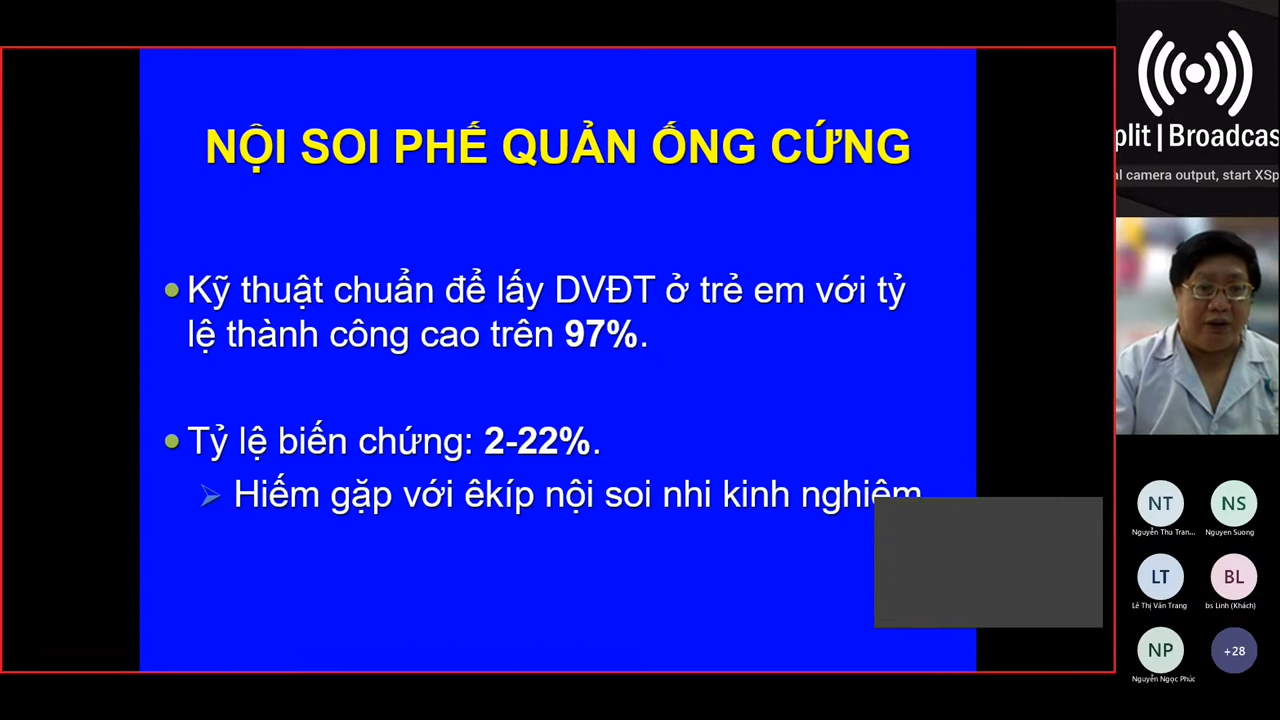 NỘI SOI PHẾ QUẢN ỐNG CỨNG
Kỹ thuật chuẩn để lấy DVĐT ở trẻ em với tỷ
lệ thành công cao trên 97%.
Tỷ lệ biến chứng: 2-22%.
Hiếm gặp với êkíp nội soi nhi kinh nghiệm
plit | Broadcas
al camera output, start XSp
NT
NS
Nguyễn Thu Tran...
Nguyen Suong
LT
BL
Lê Thị Vân Trang
bs Linh (Khách)
NP
+28
Nguyễn Ngọc Phúc